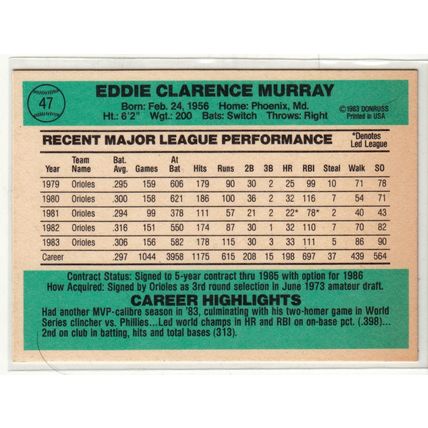 47
EDDIE CLARENCE MURRAY
Born: Feb. 24, 1956 Home: Phoenix, Md.
Ht.: 6'2" Wgt.: 200 Bats: Switch Throws: Right
©1983 DONRUSS
Printed in USA
RECENT MAJOR LEAGUE PERFORMANCE
*Denotes
Led League
Year Team Name Bat. Avg. Games At Bat Hits Runs 2B 3B HR RBI Steal Walk SO
1979 Orioles .295 159 606 179 90 30 2 25 99 10 71 78
1980 Orioles .300 158 621 186 100 36 2 32 116 7 54 71
1981 Orioles .294 99 378 111 57 21 2 22* 78* 2 40 43
1982 Orioles .316 151 550 174 87 30 1 32 110 7 70 82
1983 Orioles .306 156 582 178 115 30 3 33 111 5 86 90
Career .297 1044 3958 1175 615 208 15 198 697 37 439 564
Contract Status: Signed to 5-year contract thru 1985 with option for 1986
How Acquired: Signed by Orioles as 3rd round selection in June 1973 amateur draft.
CAREER HIGHLIGHTS
Had another MVP-calibre season in '83, culminating with his two-homer game in World
Series clincher vs. Phillies...Led world champs in HR and RBI on-base pct. (.398)...
2nd on club in batting, hits and total bases (313).